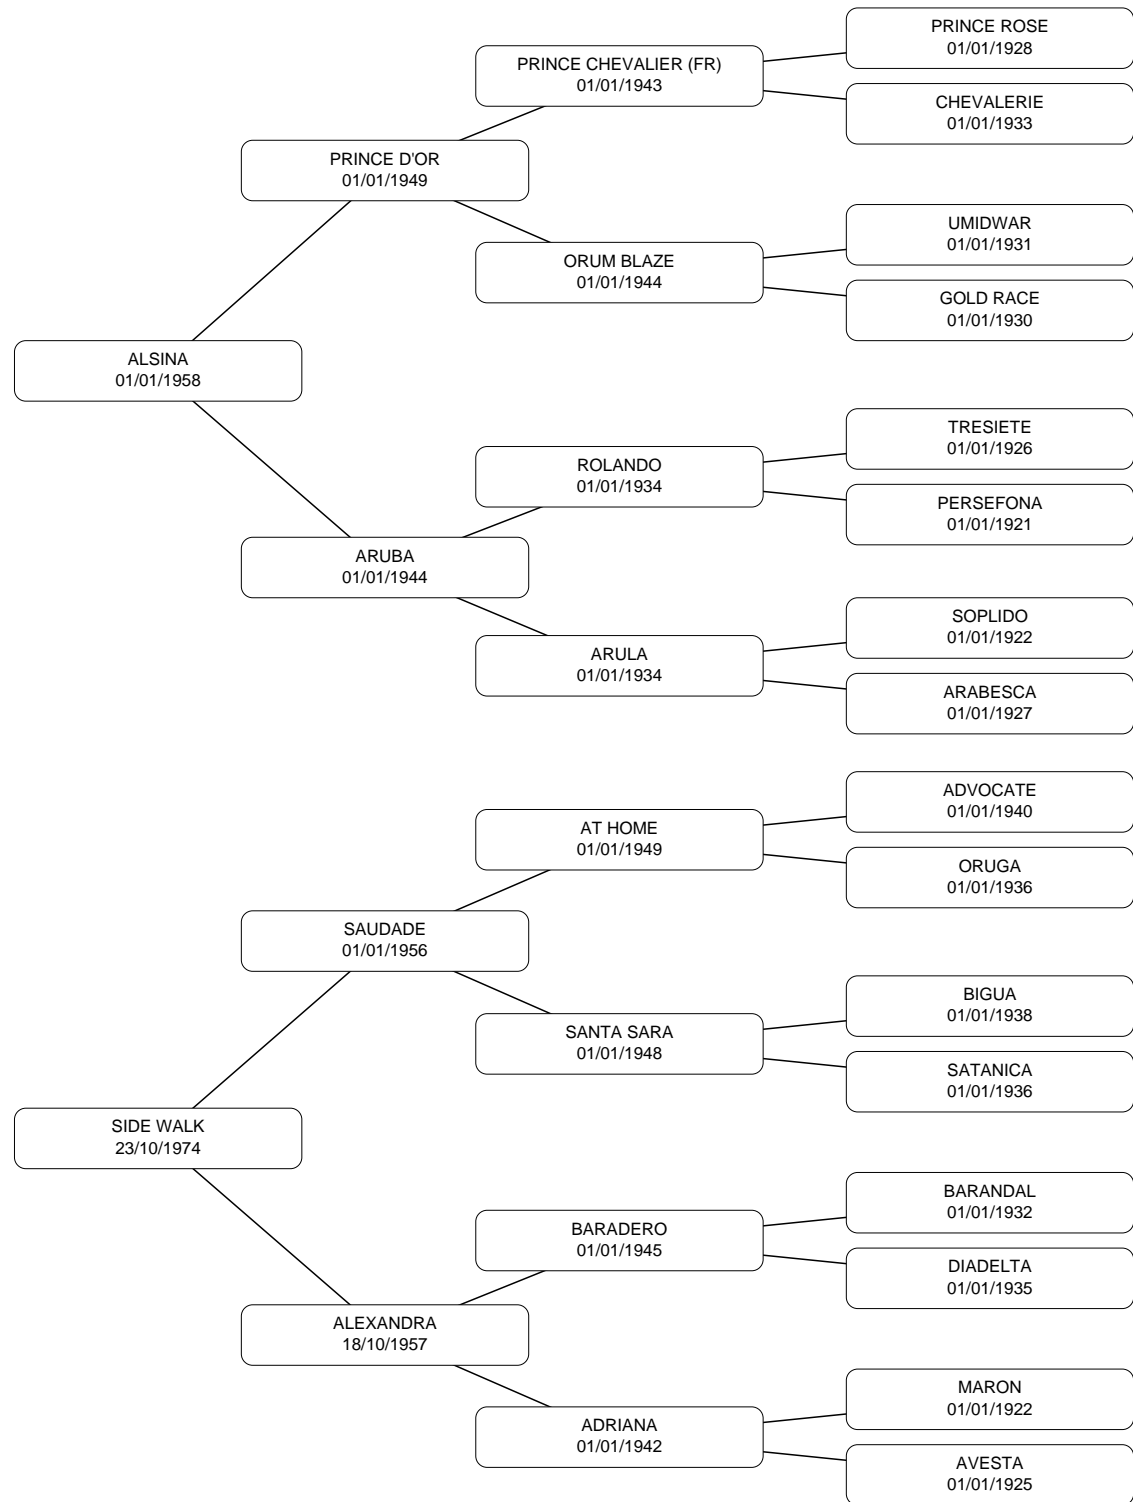 PRINCE ROSE
01/01/1928
PRINCE CHEVALIER (FR)
01/01/1943
CHEVALERIE
01/01/1933
PRINCE D'OR
01/01/1949
UMIDWAR
01/01/1931
ORUM BLAZE
01/01/1944
GOLD RACE
01/01/1930
ALSINA
01/01/1958
TRESIETE
01/01/1926
ROLANDO
01/01/1934
PERSEFONA
01/01/1921
ARUBA
01/01/1944
SOPLIDO
01/01/1922
ARULA
01/01/1934
ARABESCA
01/01/1927
ADVOCATE
01/01/1940
AT HOME
01/01/1949
ORUGA
01/01/1936
SAUDADE
01/01/1956
BIGUA
01/01/1938
SANTA SARA
01/01/1948
SATANICA
01/01/1936
SIDE WALK
23/10/1974
BARANDAL
01/01/1932
BARADERO
01/01/1945
DIADELTA
01/01/1935
ALEXANDRA
18/10/1957
MARON
01/01/1922
ADRIANA
01/01/1942
AVESTA
01/01/1925